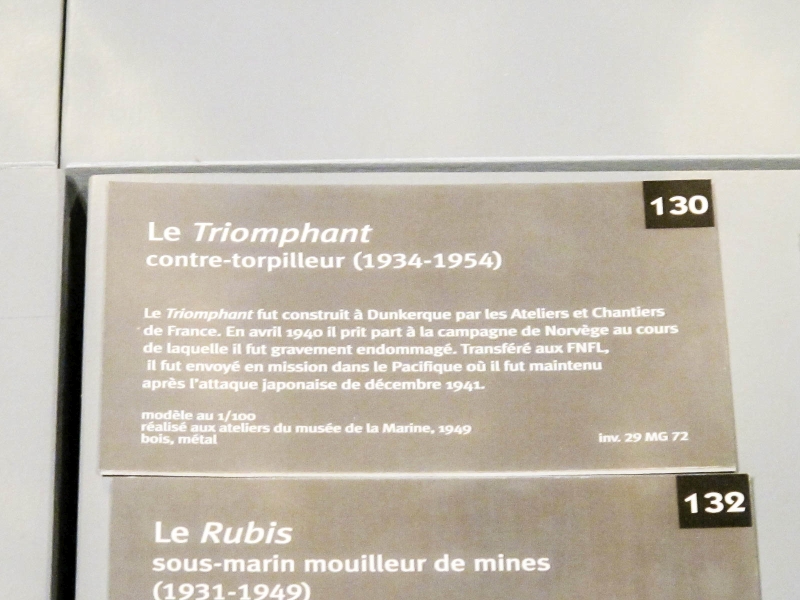 130
Le Triomphant
contre-torpilleur (1934-1954)
Le Triomphant fut construit à Dunkerque par les Ateliers et Chantiers
de France. En avril 1940 il prit part à la campagne de Norvège au cours
de laquelle il fut gravement endommagé. Transféré aux FNFL,
il fut envoyé en mission dans le Pacifique où il fut maintenu
après l'attaque japonaise de décembre 1941.
modèle au 1/100
réalisé aux ateliers du musée de la Marine, 1949
bois, métal
inv. 29 MG 72
132
Le Rubis
sous-marin mouilleur de mines
(1931-1949)